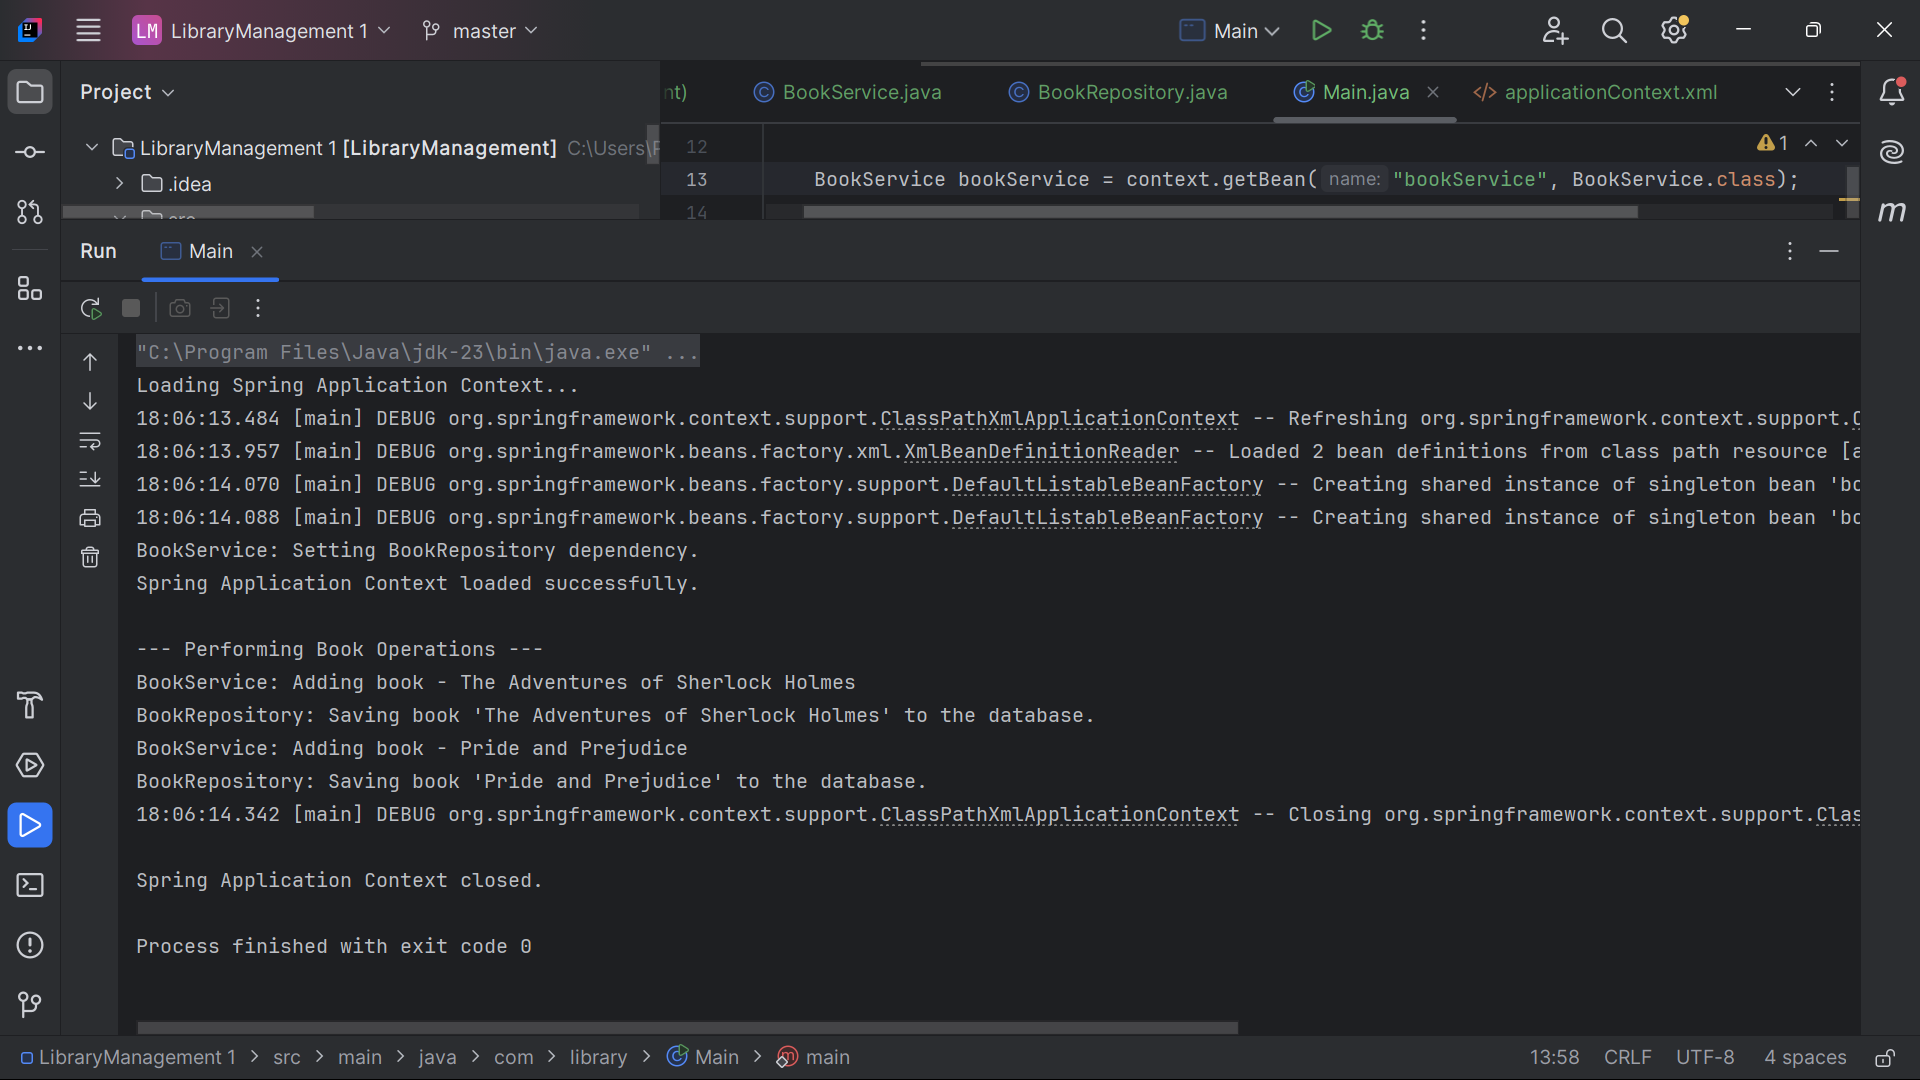 LM LibraryManagement 1 master Main
Project
nt) BookService.java BookRepository.java Main.java applicationContext.xml
LibraryManagement 1 [LibraryManagement] C:\Users\
12
1
.idea
13 BookService bookService = context.getBean( name: "bookService", BookService.class);
src
14
m
Run Main
"C:\Program Files\Java\jdk-23\bin\java.exe" ...
Loading Spring Application Context...
18:06:13.484 [main] DEBUG org.springframework.context.support.ClassPathXmlApplicationContext -- Refreshing org.springframework.context.support.C
18:06:13.957 [main] DEBUG org.springframework.beans.factory.xml.XmlBeanDefinitionReader -- Loaded 2 bean definitions from class path resource [a
18:06:14.070 [main] DEBUG org.springframework.beans.factory.support.DefaultListableBeanFactory -- Creating shared instance of singleton bean 'bo
18:06:14.088 [main] DEBUG org.springframework.beans.factory.support.DefaultListableBeanFactory -- Creating shared instance of singleton bean 'bo
BookService: Setting BookRepository dependency.
Spring Application Context loaded successfully.
--- Performing Book Operations ---
BookService: Adding book - The Adventures of Sherlock Holmes
BookRepository: Saving book 'The Adventures of Sherlock Holmes' to the database.
BookService: Adding book - Pride and Prejudice
BookRepository: Saving book 'Pride and Prejudice' to the database.
18:06:14.342 [main] DEBUG org.springframework.context.support.ClassPathXmlApplicationContext -- Closing org.springframework.context.support.Clas
Spring Application Context closed.
Process finished with exit code 0
LibraryManagement 1 > src > main > java > com > library > Main > main 13:58 CRLF UTF-8 4 spaces